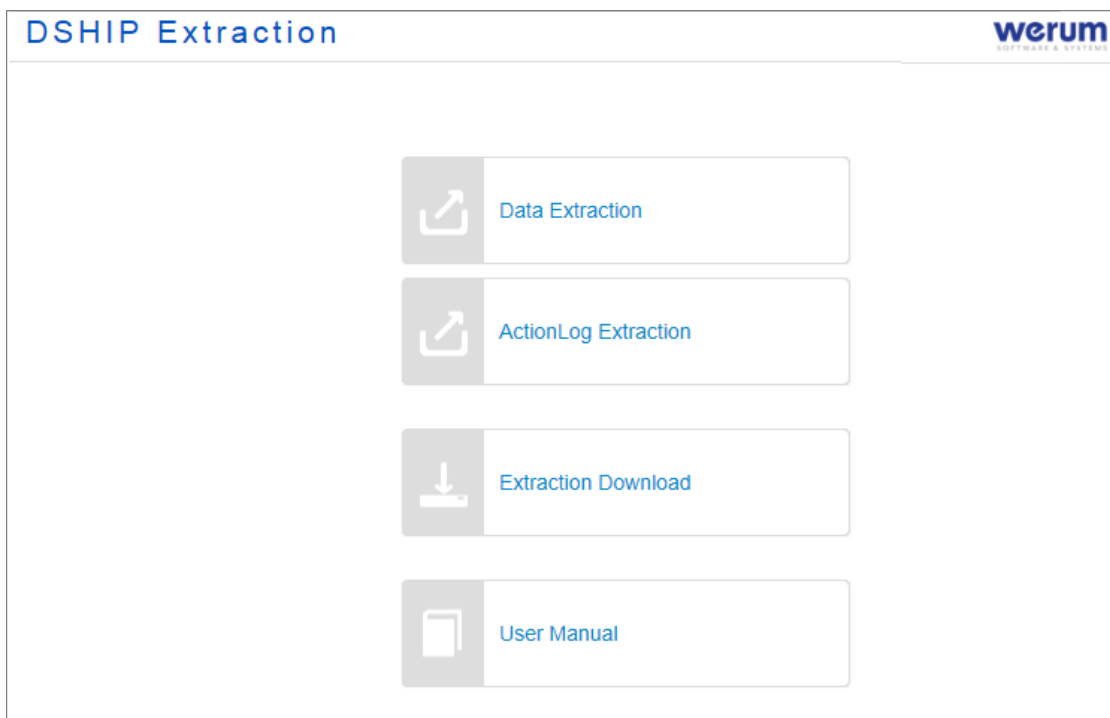 DSHIP Extraction
werum
SOFTWARE & SYSTEMS
Data Extraction
ActionLog Extraction
Extraction Download
User Manual